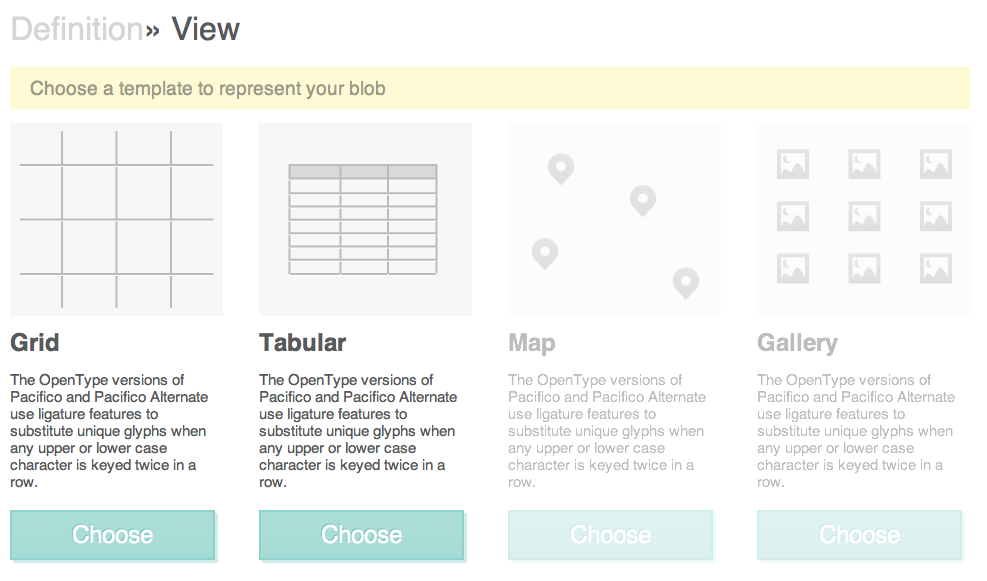 Definition» View
Choose a template to represent your blob
Grid
The OpenType versions of
Pacifico and Pacifico Alternate
use ligature features to
substitute unique glyphs when
any upper or lower case
character is keyed twice in a
row.
Choose
Tabular
The OpenType versions of
Pacifico and Pacifico Alternate
use ligature features to
substitute unique glyphs when
any upper or lower case
character is keyed twice in a
row.
Choose
Map
The OpenType versions of
Pacifico and Pacifico Alternate
use ligature features to
substitute unique glyphs when
any upper or lower case
character is keyed twice in a
row.
Choose
Gallery
The OpenType versions of
Pacifico and Pacifico Alternate
use ligature features to
substitute unique glyphs when
any upper or lower case
character is keyed twice in a
row.
Choose